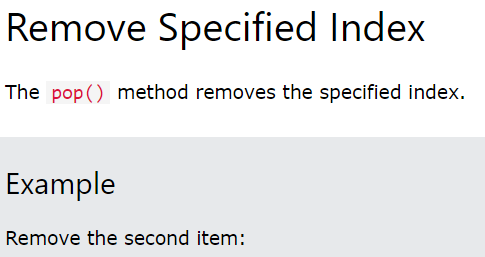 Remove Specified Index
The pop() method removes the specified index.
Example
Remove the second item: